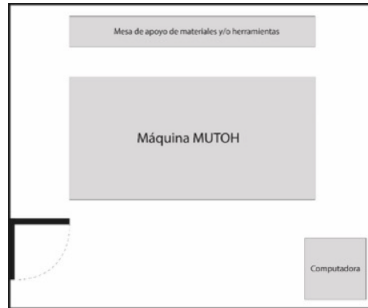 Mesa de apoyo de materiales y/o herramientas
Máquina MUTOH
Computadora